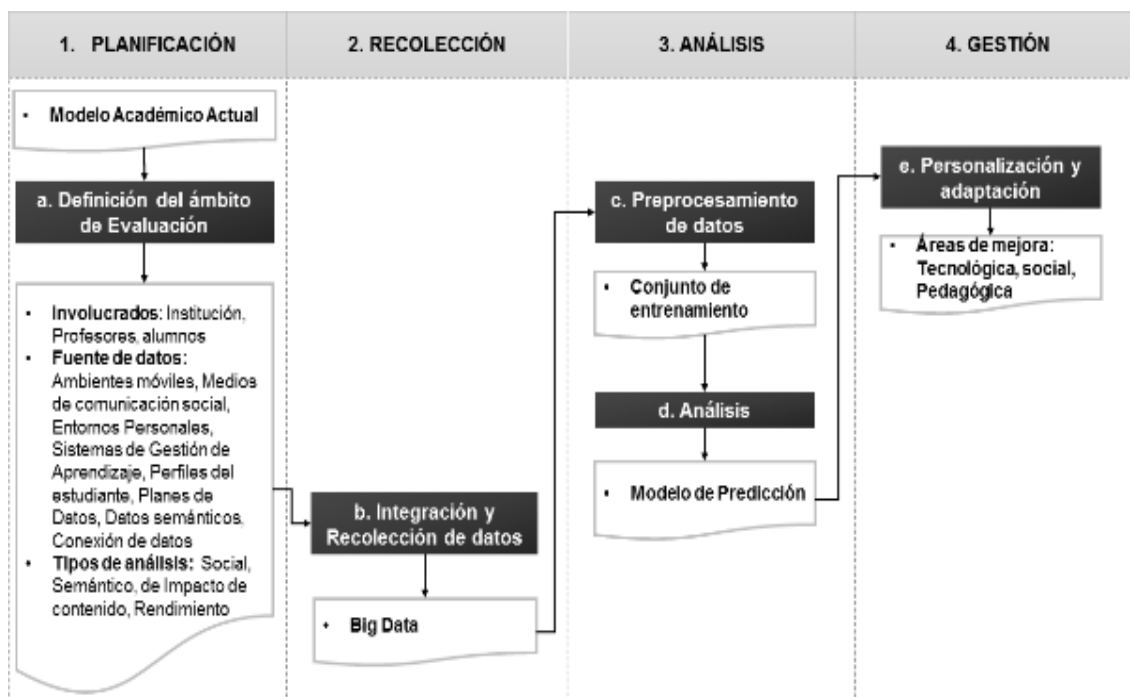 1. PLANIFICACIÓN
2. RECOLECCIÓN
3. ANÁLISIS
4. GESTIÓN
• Modelo Académico Actual
a. Definición del ámbito
de Evaluación
• Involucrados: Institución,
Profesores, alumnos
• Fuente de datos:
Ambientes móviles, Medios
de comunicación social,
Entornos Personales,
Sistemas de Gestión de
Aprendizaje, Perfiles del
estudiante, Planes de
Datos, Datos semánticos,
Conexión de datos
• Tipos de análisis: Social,
Semántico, de Impacto de
contenido, Rendimiento
b. Integración y
Recolección de datos
• Big Data
c. Preprocesamiento
de datos
• Conjunto de
entrenamiento
d. Análisis
• Modelo de Predicción
e. Personalización y
adaptación
• Áreas de mejora:
Tecnológica, social,
Pedagógica